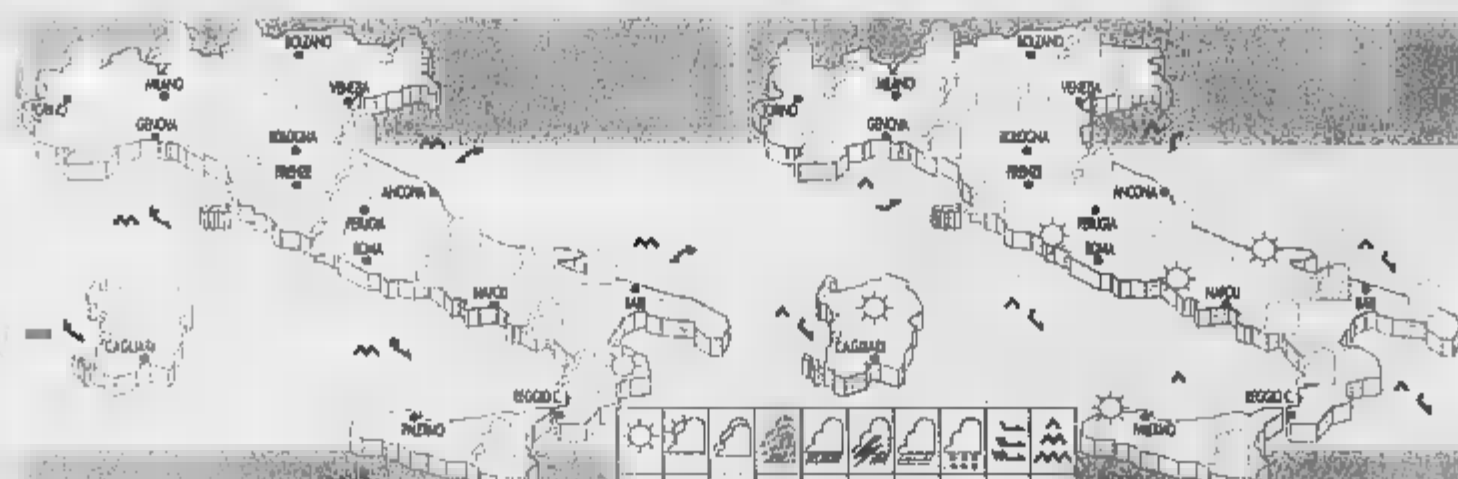 BOLZANO
MILANO
VENEZIA
TORINO
GENOVA
BOLOGNA
FIRENZE
ANCONA
PERUGIA
ROMA
NAPOLI
BARI
CAGLIARI
REGGIO C.
PALERMO
BOLZANO
MILANO
VENEZIA
TORINO
GENOVA
BOLOGNA
FIRENZE
ANCONA
PERUGIA
ROMA
NAPOLI
BARI
CAGLIARI
REGGIO C.
PALERMO